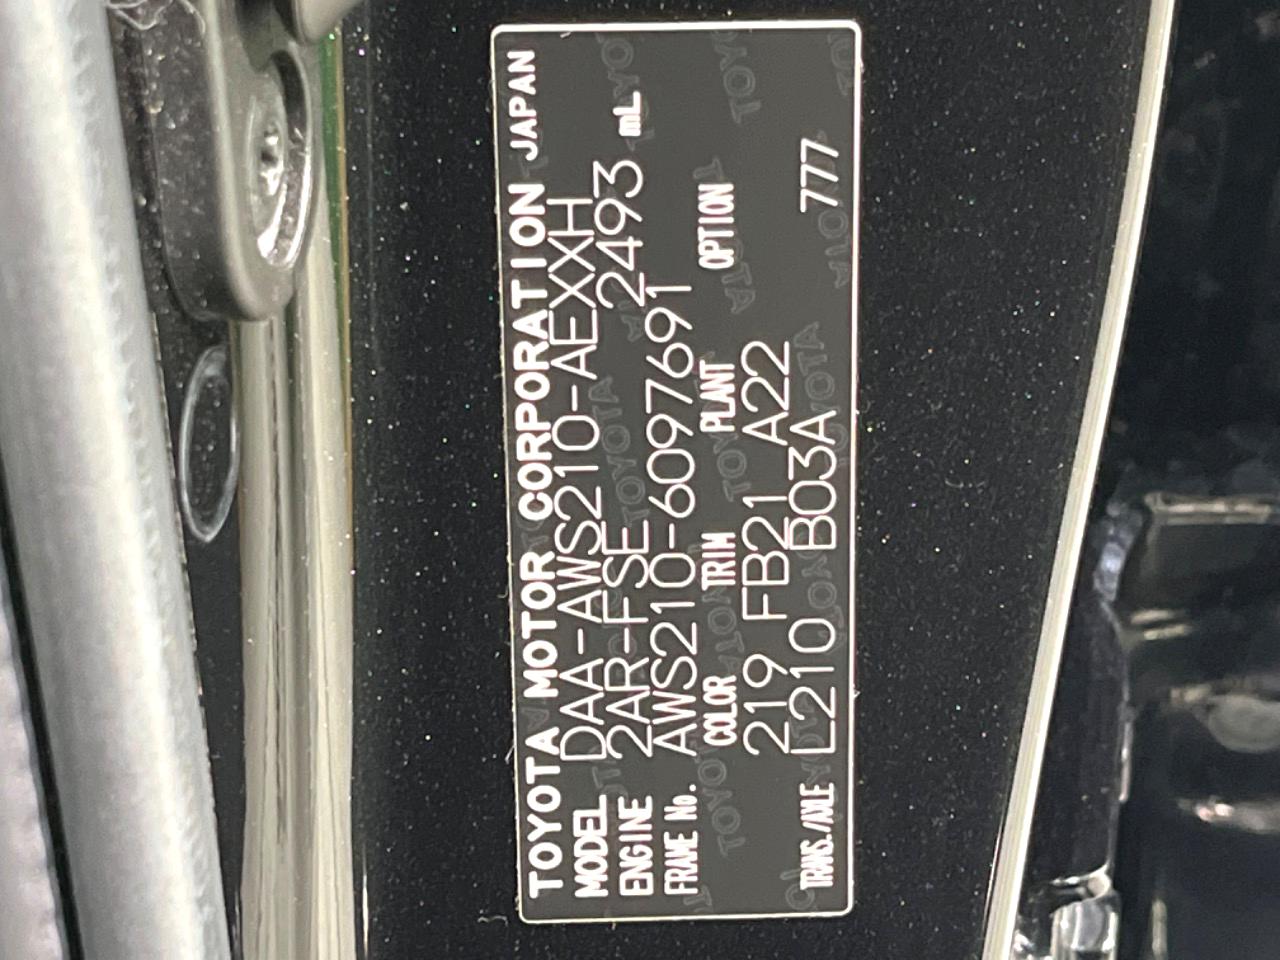 TOYOTA MOTOR CORPORATION JAPAN
MODEL DAA-AWS210-AEXXH
ENGINE 2AR-FSE 2493 mL
FRAME No. AWS210-6097691
COLOR TRIM PLANT OPTION
219 FB21 A22
TRANS./AXLE L210 B03A 777